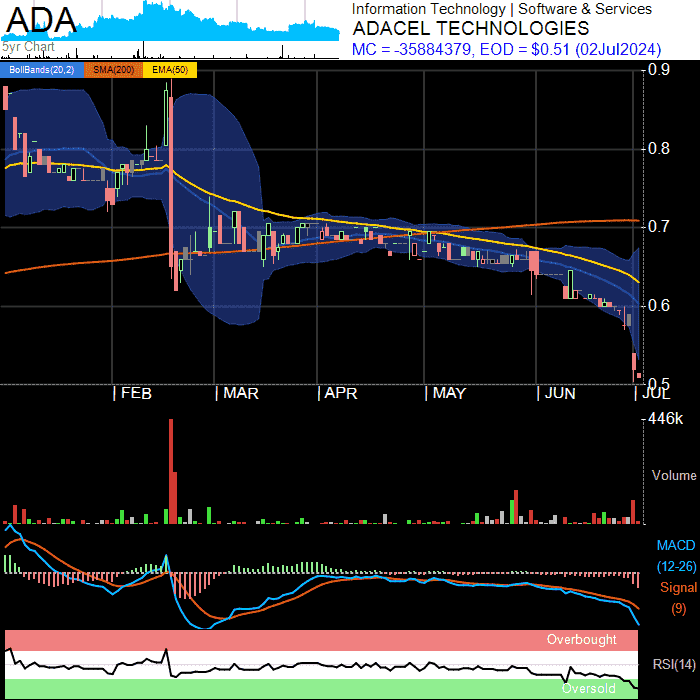 ADA
5yr Chart
Information Technology | Software & Services
ADACEL TECHNOLOGIES
MC = -35884379, EOD = $0.51 (02Jul2024)
BollBands(20,2) SMA(200) EMA(50)
0.9
0.8
0.7
0.6
0.5
FEB MAR APR MAY JUN JUL
446k
Volume
MACD
(12-26)
Signal
(9)
Overbought
RSI(14)
Oversold